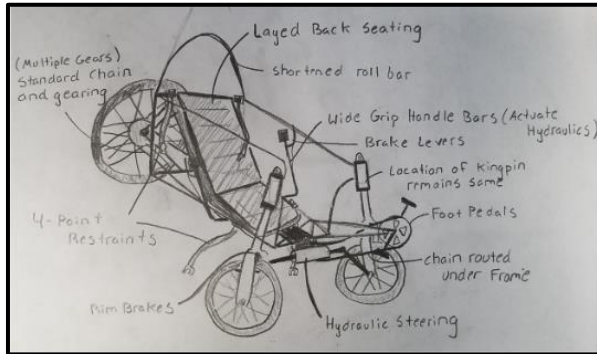 Layed Back Seating
(Multiple Gears)
Standard Chain
and gearing
shortened roll bar
Wide Grip Handle Bars (Actuate
Hydraulics)
Brake Levers
Location of Kingpin
remains same
Foot Pedals
4-Point
Restraints
chain routed
under Frame
Rim Brakes
Hydraulic Steering